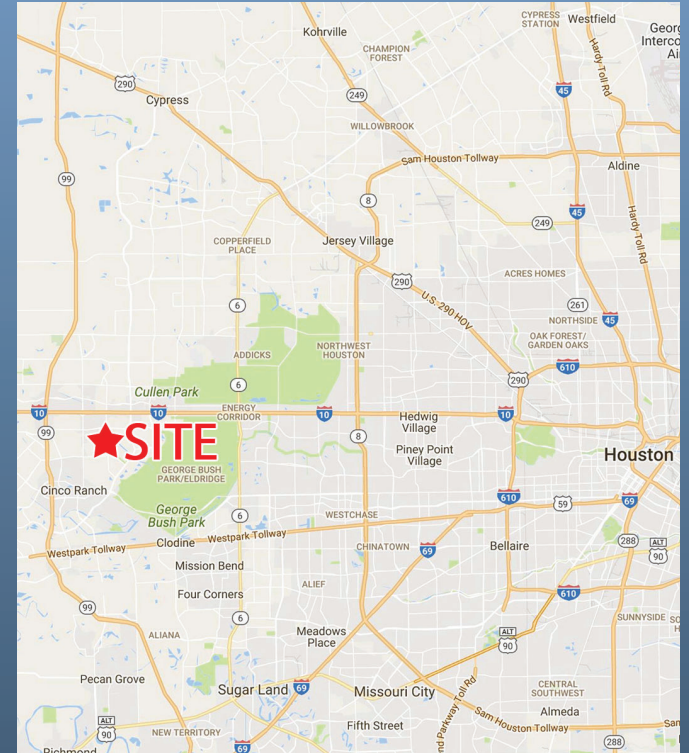 CYPRESS
STATION
Westfield
Kohrville
CHAMPION
FOREST
Hardy Toll Rd
290
Cypress
249
45
WILLOWBROOK
Sam Houston Tollway
Aldine
99
8
45
249
Hardy Toll Rd
COPPERFIELD
PLACE
Jersey Village
290
ACRES HOMES
6
U.S. 290 HOV
261
NORTHSIDE
45
OAK FOREST/
GARDEN OAKS
NORTHWEST
HOUSTON
ADDICKS
610
290
6
Cullen Park
10
10
ENERGY
CORRIDOR
10
Hedwig
Village
10
99
SITE
8
Piney Point
Village
Houston
GEORGE BUSH
PARK/ELDRIDGE
Cinco Ranch
610
59
69
George
Bush Park
6
WESTCHASE
Clodine
Westpark Tollway
Westpark Tollway
CHINATOWN
69
Bellaire
288
ALT
90
Mission Bend
ALIEF
Four Corners
610
99
6
SUNNYSIDE
ALIANA
Meadows
Place
ALT
90
Pecan Grove
Sugar Land
69
Missouri City
CENTRAL
SOUTHWEST
Almeda
Sam Houston Tollway
Fifth Street
ALT
90
NEW TERRITORY
69
288